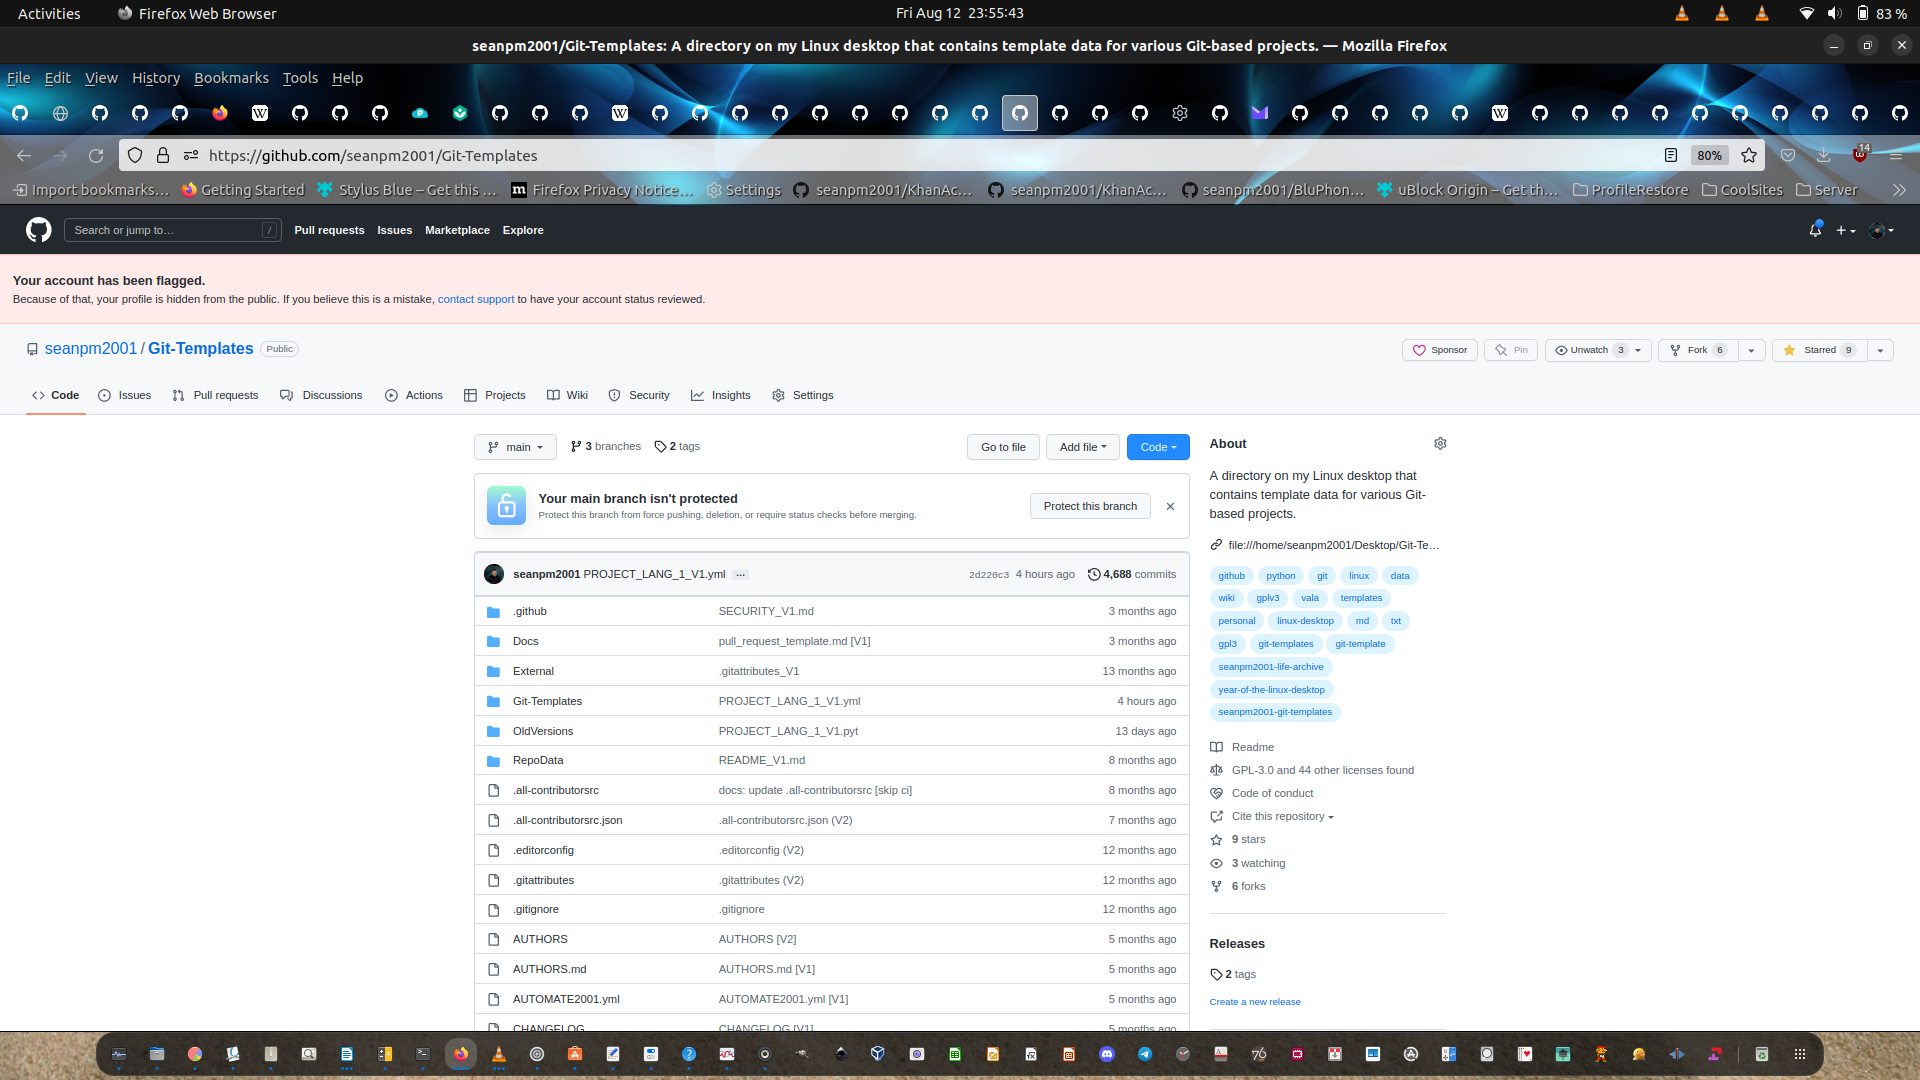 Activities Firefox Web Browser Fri Aug 12 23:55:43 83 %
seanpm2001/Git-Templates: A directory on my Linux desktop that contains template data for various Git-based projects. — Mozilla Firefox
File Edit View History Bookmarks Tools Help
https://github.com/seanpm2001/Git-Templates 80% 14
Import bookmarks… Getting Started Stylus Blue – Get this … Firefox Privacy Notice… Settings seanpm2001/KhanAc… seanpm2001/KhanAc… seanpm2001/BluPhon… uBlock Origin – Get th… ProfileRestore CoolSites Server
Search or jump to… / Pull requests Issues Marketplace Explore
Your account has been flagged.
Because of that, your profile is hidden from the public. If you believe this is a mistake, contact support to have your account status reviewed.
seanpm2001 / Git-Templates Public Sponsor Pin Unwatch 3 Fork 6 Starred 9
Code Issues Pull requests Discussions Actions Projects Wiki Security Insights Settings
main 3 branches 2 tags Go to file Add file Code
Your main branch isn't protected
Protect this branch from force pushing, deletion, or require status checks before merging.
Protect this branch
seanpm2001 PROJECT_LANG_1_V1.yml … 2d220c3 4 hours ago 4,688 commits
.github SECURITY_V1.md 3 months ago
Docs pull_request_template.md [V1] 3 months ago
External .gitattributes_V1 13 months ago
Git-Templates PROJECT_LANG_1_V1.yml 4 hours ago
OldVersions PROJECT_LANG_1_V1.pyt 13 days ago
RepoData README_V1.md 8 months ago
.all-contributorsrc docs: update .all-contributorsrc [skip ci] 8 months ago
.all-contributorsrc.json .all-contributorsrc.json (V2) 7 months ago
.editorconfig .editorconfig (V2) 12 months ago
.gitattributes .gitattributes (V2) 12 months ago
.gitignore .gitignore 12 months ago
AUTHORS AUTHORS [V2] 5 months ago
AUTHORS.md AUTHORS.md [V1] 5 months ago
AUTOMATE2001.yml AUTOMATE2001.yml [V1] 5 months ago
CHANGELOG CHANGELOG [V1] 5 months ago
About
A directory on my Linux desktop that
contains template data for various Git-
based projects.
file:///home/seanpm2001/Desktop/Git-Te…
github python git linux data
wiki gplv3 vala templates
personal linux-desktop md txt
gpl3 git-templates git-template
seanpm2001-life-archive
year-of-the-linux-desktop
seanpm2001-git-templates
Readme
GPL-3.0 and 44 other licenses found
Code of conduct
Cite this repository
9 stars
3 watching
6 forks
Releases
2 tags
Create a new release